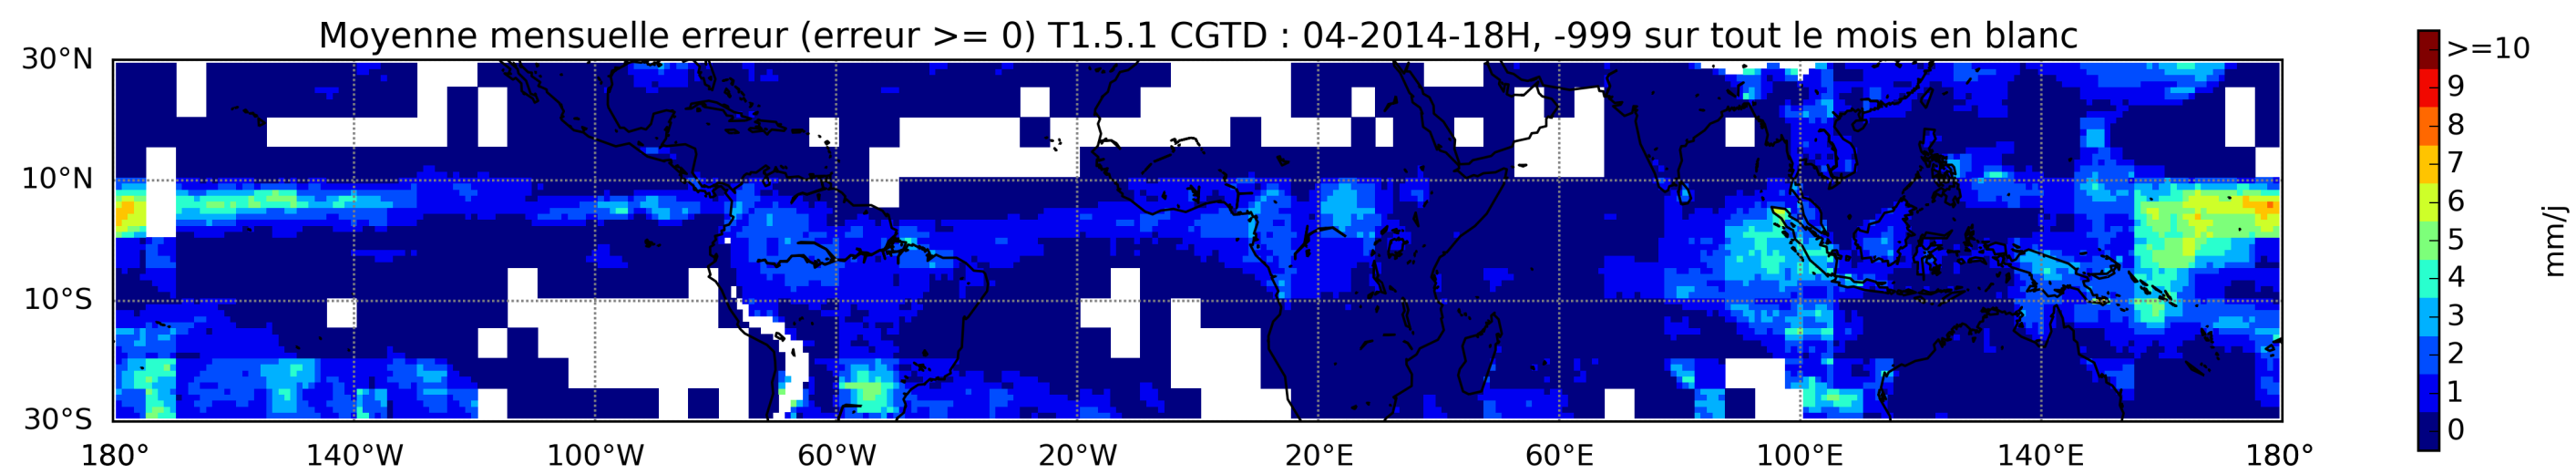 Moyenne mensuelle erreur (erreur >= 0) T1.5.1 CGTD : 04-2014-18H, -999 sur tout le mois en blanc
30°N
10°N
10°S
30°S
180° 140°W 100°W 60°W 20°W 20°E 60°E 100°E 140°E 180°
>=10
9
8
7
6
5
4
3
2
1
0
mm/j